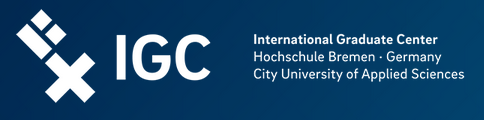 IGC
International Graduate Center
Hochschule Bremen · Germany
City University of Applied Sciences